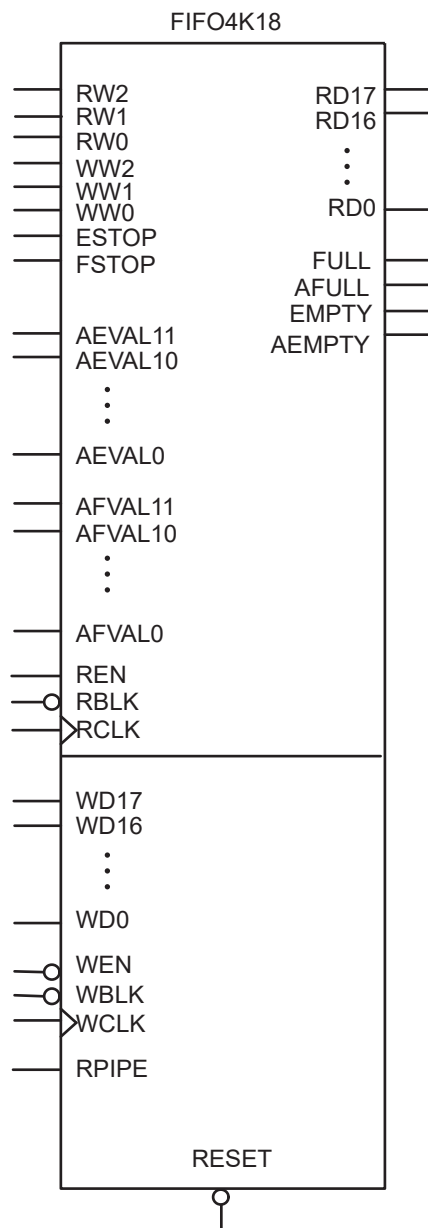 FIFO4K18
RW2
RW1
RW0
WW2
WW1
WW0
ESTOP
FSTOP
AEVAL11
AEVAL10
AEVAL0
AFVAL11
AFVAL10
AFVAL0
REN
RBLK
RCLK
RD17
RD16
RD0
FULL
AFULL
EMPTY
AEMPTY
WD17
WD16
WD0
WEN
WBLK
WCLK
RPIPE
RESET